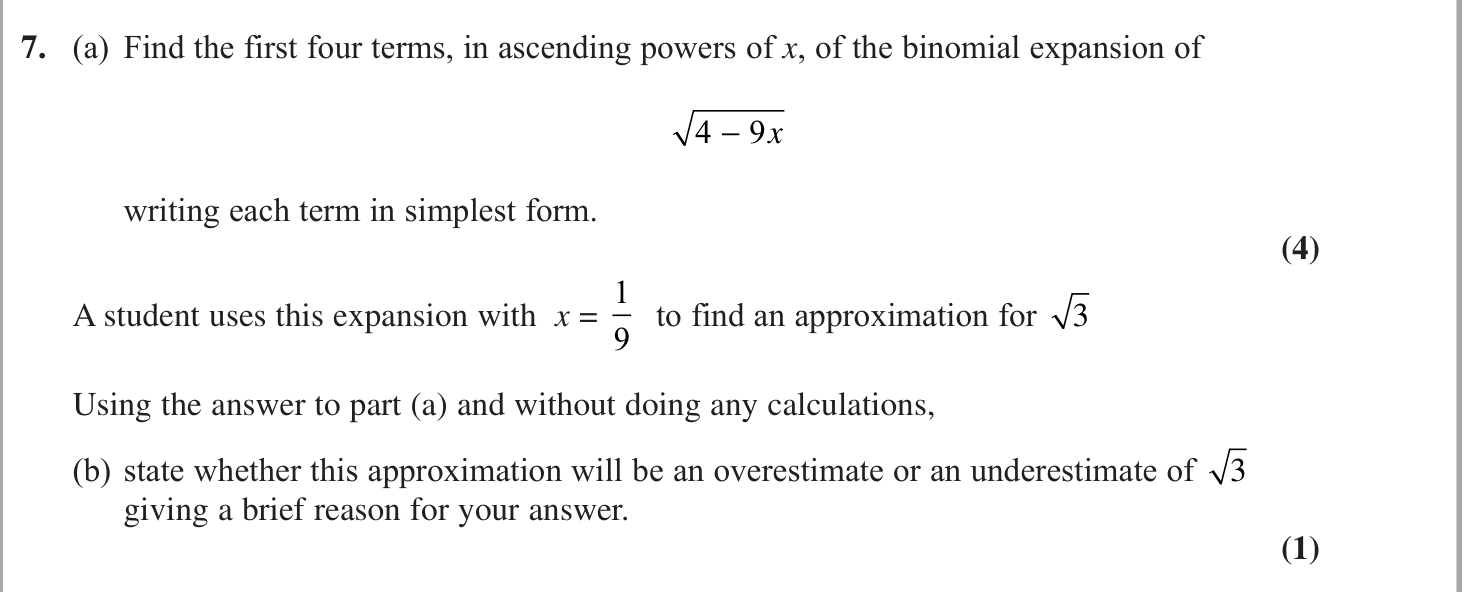 7. (a) Find the first four terms, in ascending powers of x, of the binomial expansion of
√(4 – 9x)
writing each term in simplest form.
(4)
A student uses this expansion with x = 1/9 to find an approximation for √3
Using the answer to part (a) and without doing any calculations,
(b) state whether this approximation will be an overestimate or an underestimate of √3
giving a brief reason for your answer.
(1)